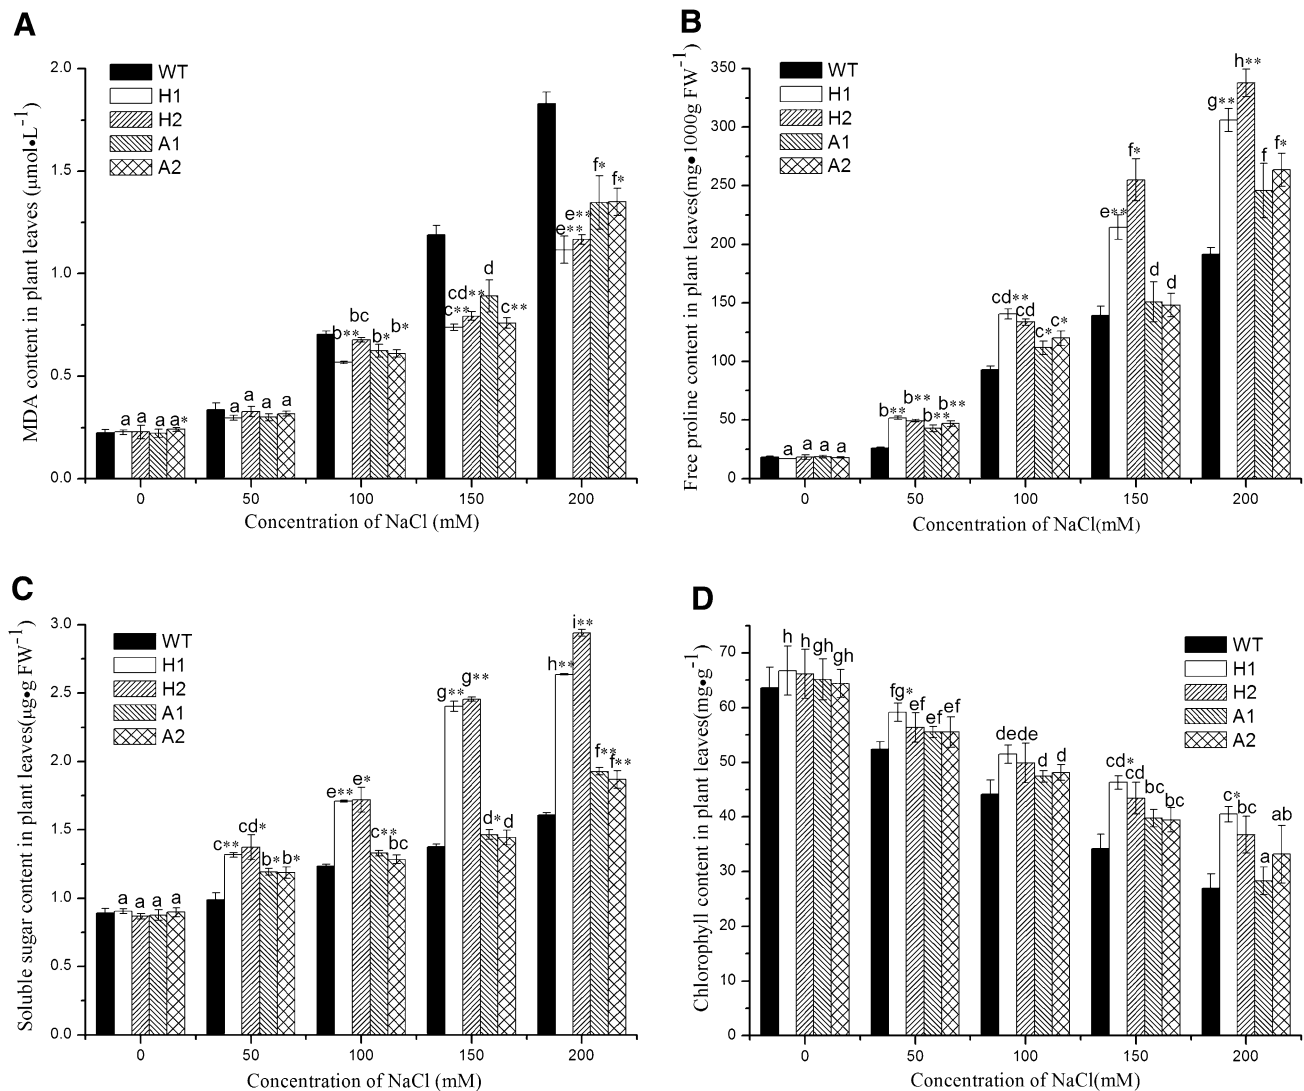 A
MDA content in plant leaves (μmol•L⁻¹)
2.0
1.5
1.0
0.5
0.0
WT
H1
H2
A1
A2
a a a a*
a a a a
b** bc b* b*
c** cd** d c**
e** e** f* f*
0 50 100 150 200
Concentration of NaCl (mM)
B
Free proline content in plant leaves(mg•1000g FW⁻¹)
350
300
250
200
150
100
50
0
WT
H1
H2
A1
A2
a a a a
b** b** b** b**
cd** cd c* c*
e** f* d d
g** h** f f*
0 50 100 150 200
Concentration of NaCl(mM)
C
Soluble sugar content in plant leaves(μg•g FW⁻¹)
3.0
2.5
2.0
1.5
1.0
0.5
0.0
WT
H1
H2
A1
A2
a a a a
c** cd* b* b*
e** e* c** bc
g** g** d* d
h** i** f** f**
0 50 100 150 200
Concentration of NaCl (mM)
D
Chlorophyll content in plant leaves(mg•g⁻¹)
70
60
50
40
30
20
10
0
WT
H1
H2
A1
A2
h h gh gh
fg* ef ef ef
de de d d
cd* cd bc bc
c* bc a ab
0 50 100 150 200
Concentration of NaCl(mM)